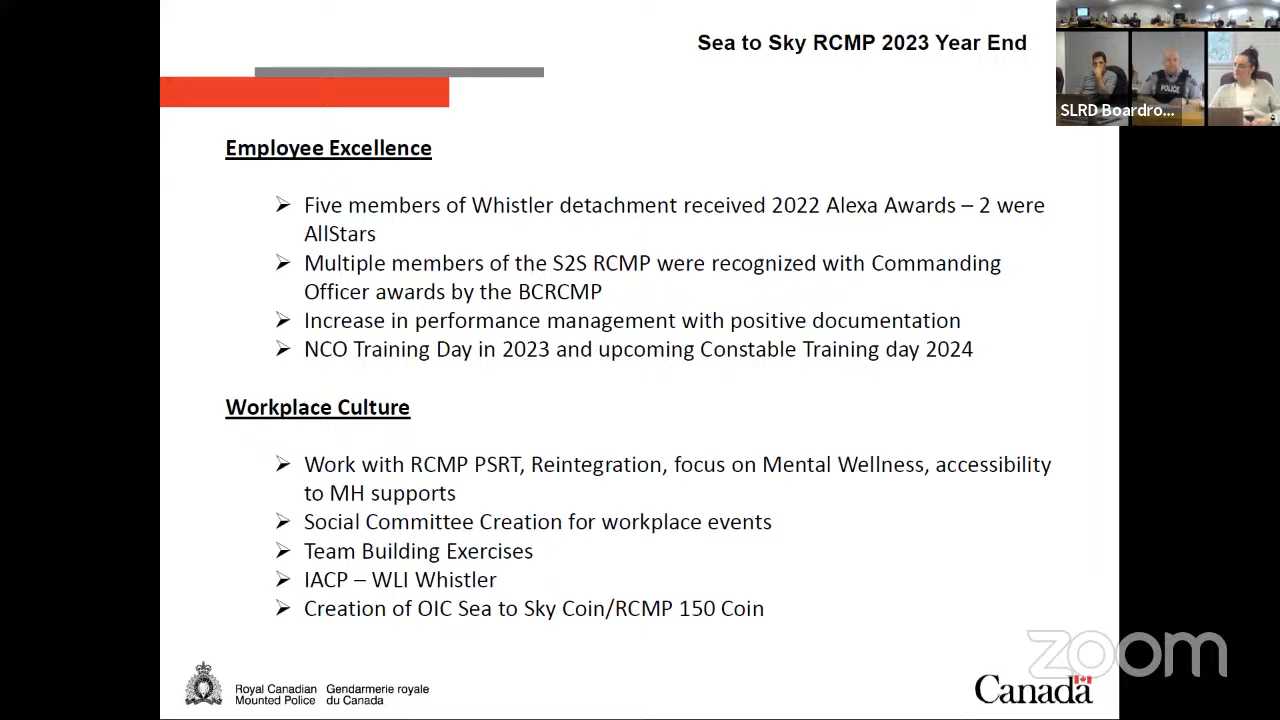 Sea to Sky RCMP 2023 Year End
POLICE
SLRD Boardro...
Employee Excellence
Five members of Whistler detachment received 2022 Alexa Awards – 2 were
AllStars
Multiple members of the S2S RCMP were recognized with Commanding
Officer awards by the BCRCMP
Increase in performance management with positive documentation
NCO Training Day in 2023 and upcoming Constable Training day 2024
Workplace Culture
Work with RCMP PSRT, Reintegration, focus on Mental Wellness, accessibility
to MH supports
Social Committee Creation for workplace events
Team Building Exercises
IACP – WLI Whistler
Creation of OIC Sea to Sky Coin/RCMP 150 Coin
zoom
Royal Canadian Gendarmerie royale
Mounted Police du Canada
Canada